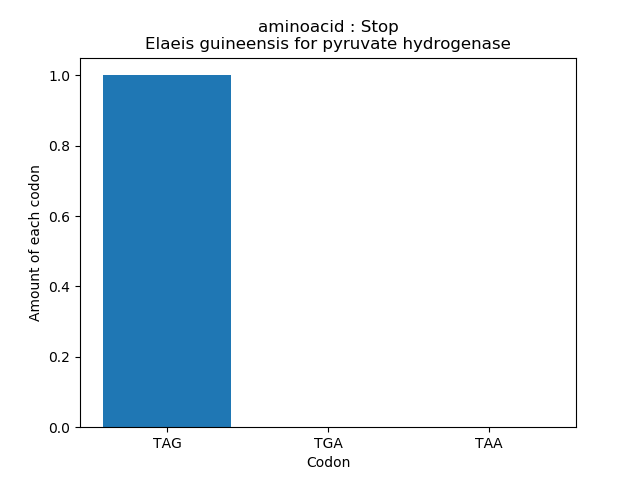 aminoacid : Stop
Elaeis guineensis for pyruvate hydrogenase
1.0
0.8
0.6
0.4
0.2
0.0
Amount of each codon
TAG
TGA
TAA
Codon